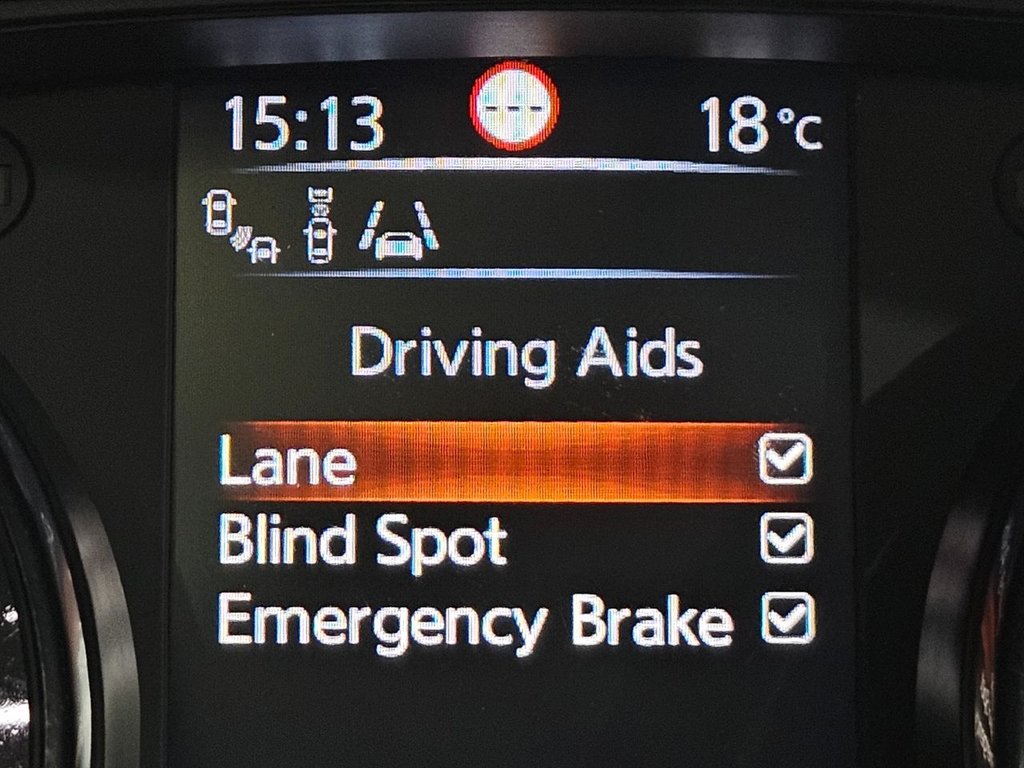 15:13 --- 18°C
Driving Aids
Lane
Blind Spot
Emergency Brake